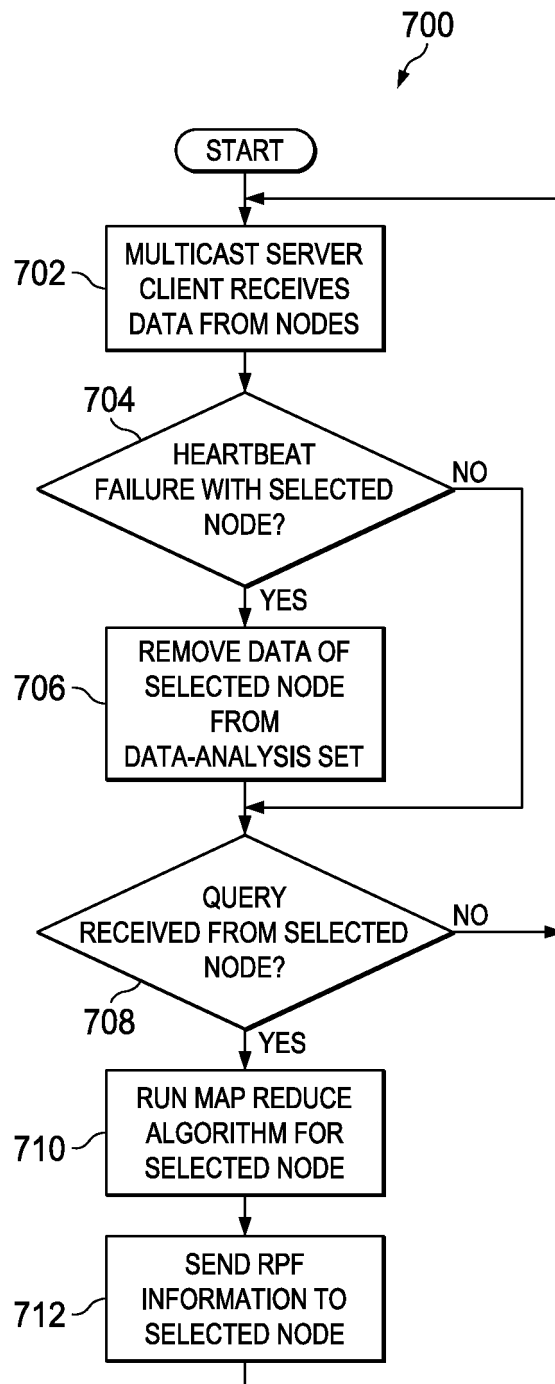 700
START
702
MULTICAST SERVER
CLIENT RECEIVES
DATA FROM NODES
704
HEARTBEAT
FAILURE WITH SELECTED
NODE?
NO
YES
706
REMOVE DATA OF
SELECTED NODE
FROM
DATA-ANALYSIS SET
QUERY
RECEIVED FROM SELECTED
NODE?
NO
708
YES
710
RUN MAP REDUCE
ALGORITHM FOR
SELECTED NODE
712
SEND RPF
INFORMATION TO
SELECTED NODE